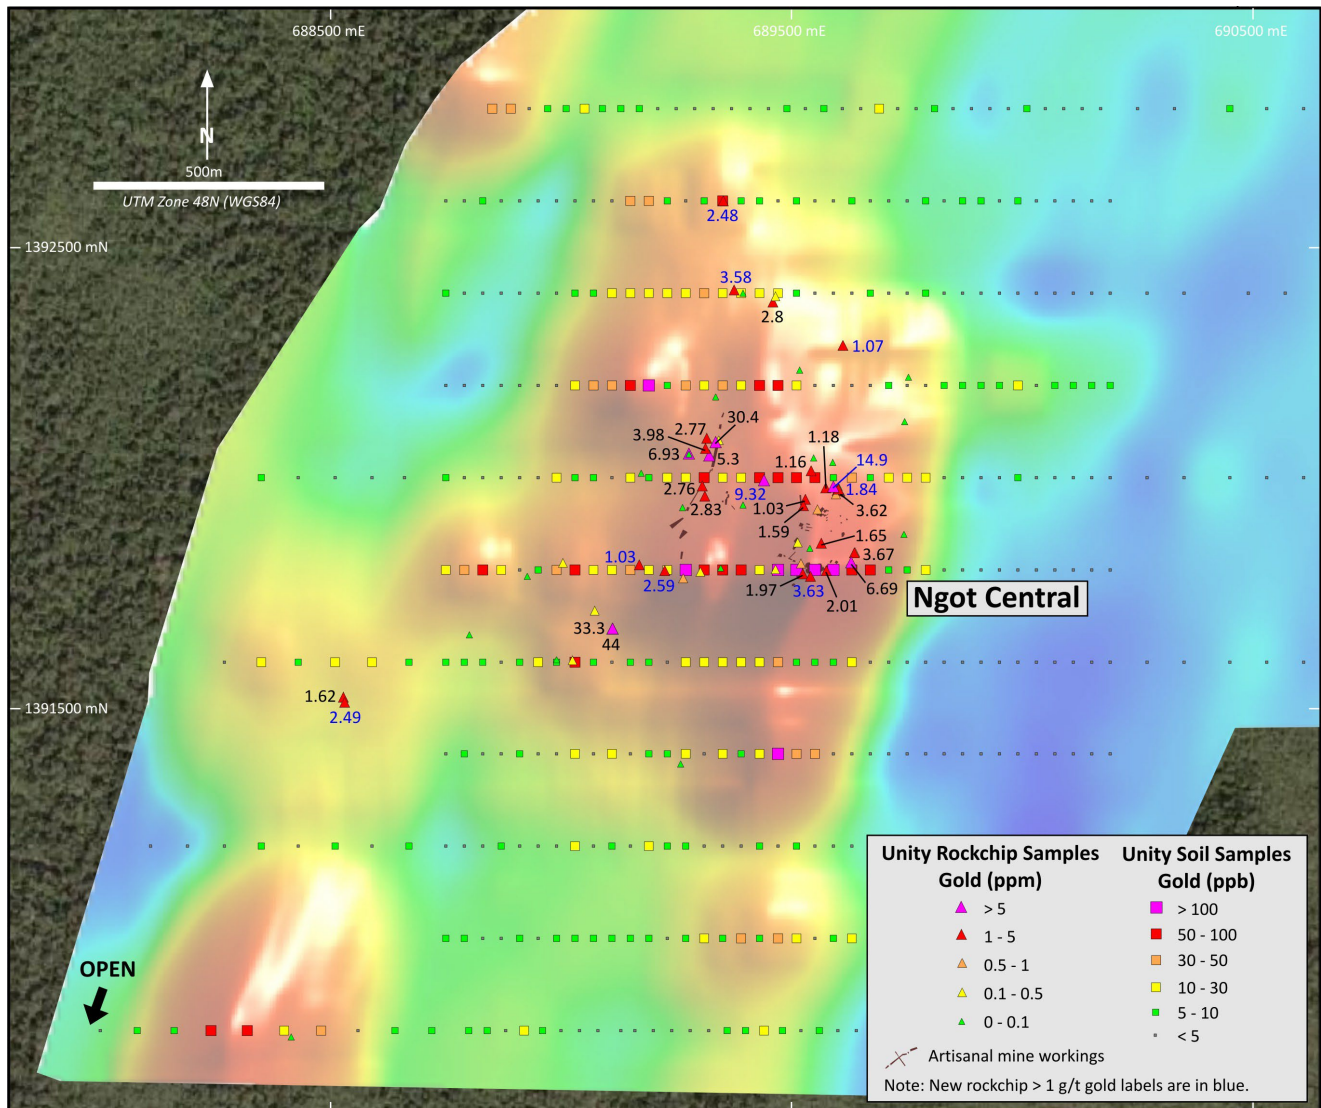 688500 mE
689500 mE
690500 mE
N
500m
UTM Zone 48N (WGS84)
2.48
1392500 mN
3.58
2.8
1.07
30.4
2.77
3.98
6.93
5.3
1.18
1.16
14.9
2.76
9.32
1.84
2.83
1.03
3.62
1.59
1.65
1.03
3.67
2.59
1.97
3.63
2.01
6.69
Ngot Central
33.3
44
1.62
2.49
1391500 mN
OPEN
Unity Rockchip Samples
Gold (ppm)
> 5
1 - 5
0.5 - 1
0.1 - 0.5
0 - 0.1
Unity Soil Samples
Gold (ppb)
> 100
50 - 100
30 - 50
10 - 30
5 - 10
< 5
Artisanal mine workings
Note: New rockchip > 1 g/t gold labels are in blue.